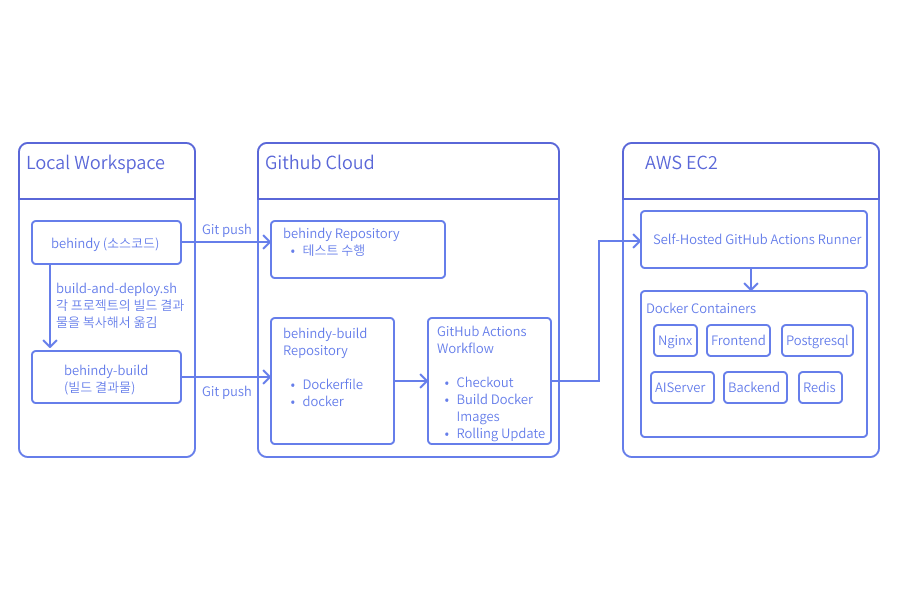 Local Workspace
behindy (소스코드)
build-and-deploy.sh
각 프로젝트의 빌드 결과
물을 복사해서 옮김
behindy-build
(빌드 결과물)
Git push
Git push
Github Cloud
behindy Repository
• 테스트 수행
behindy-build
Repository
• Dockerfile
• docker
GitHub Actions
Workflow
• Checkout
• Build Docker
Images
• Rolling Update
AWS EC2
Self-Hosted GitHub Actions Runner
Docker Containers
Nginx
Frontend
Postgresql
AIServer
Backend
Redis